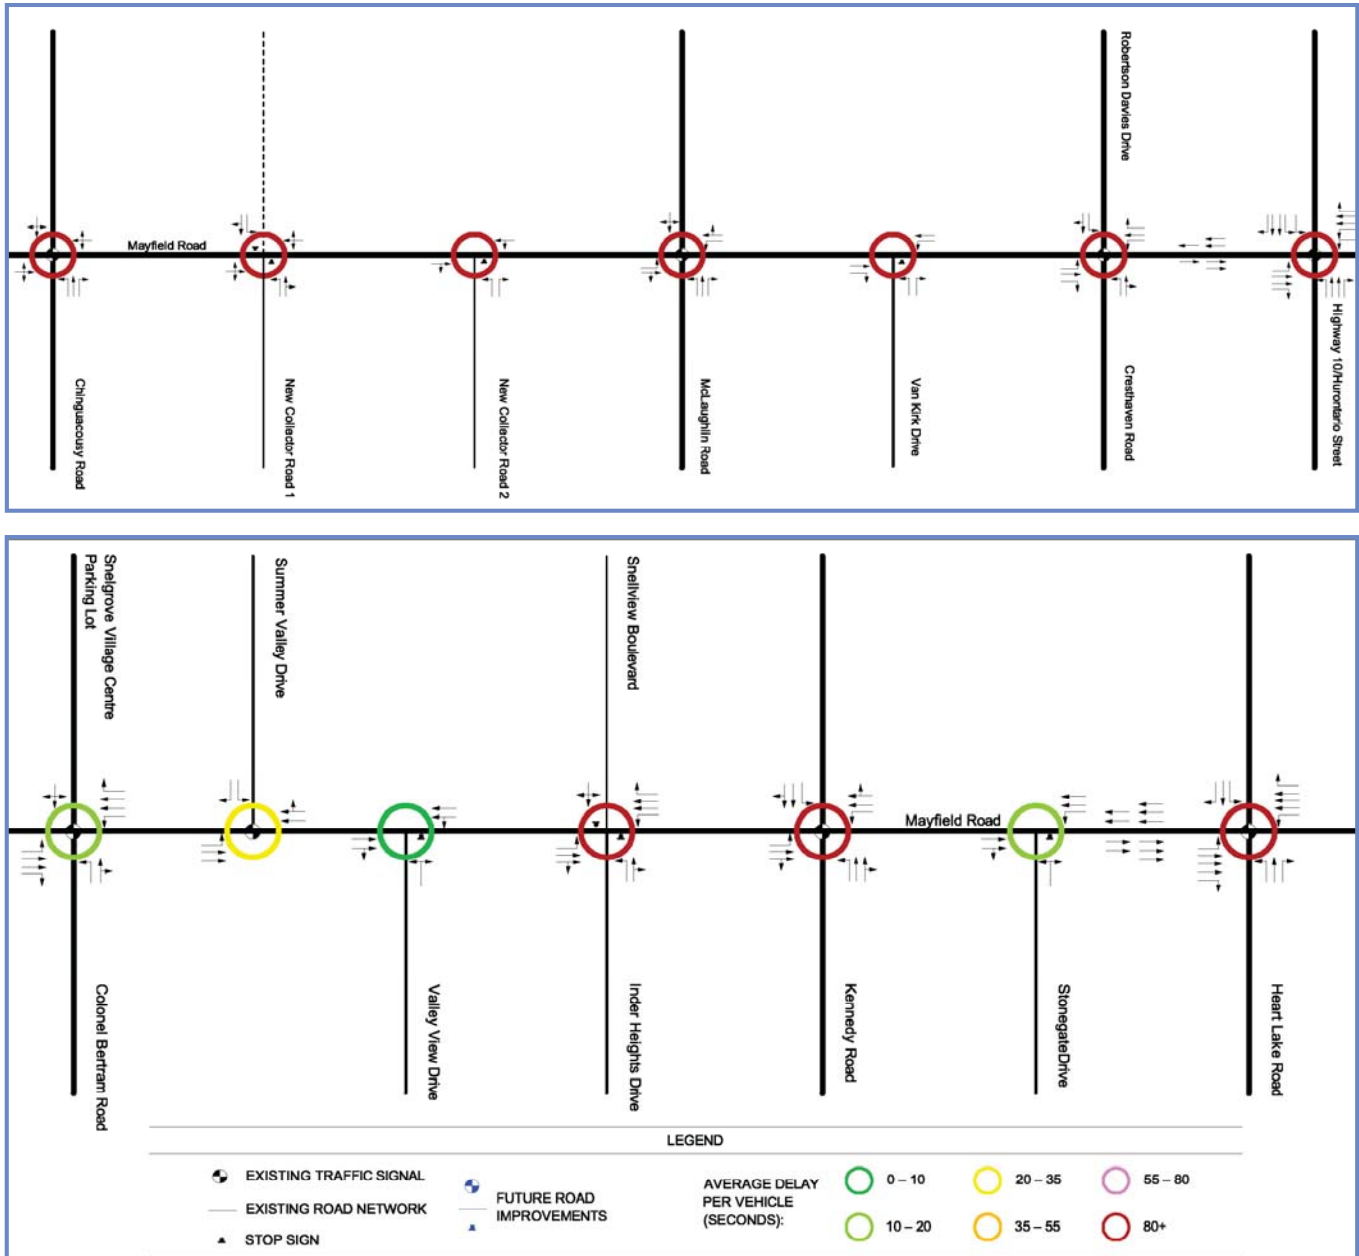 Robertson Davies Drive
Mayfield Road
Chinguacousy Road
New Collector Road 1
New Collector Road 2
McLaughlin Road
Van Kirk Drive
Cresthaven Road
Highway 10/Hurontario Street
Snelgrove Village Centre
Parking Lot
Summer Valley Drive
Snellview Boulevard
Mayfield Road
Colonel Bertram Road
Valley View Drive
Inder Heights Drive
Kennedy Road
StonegateDrive
Heart Lake Road
LEGEND
EXISTING TRAFFIC SIGNAL
EXISTING ROAD NETWORK
STOP SIGN
FUTURE ROAD
IMPROVEMENTS
AVERAGE DELAY
PER VEHICLE
(SECONDS):
0 – 10
10 – 20
20 – 35
35 – 55
55 – 80
80+